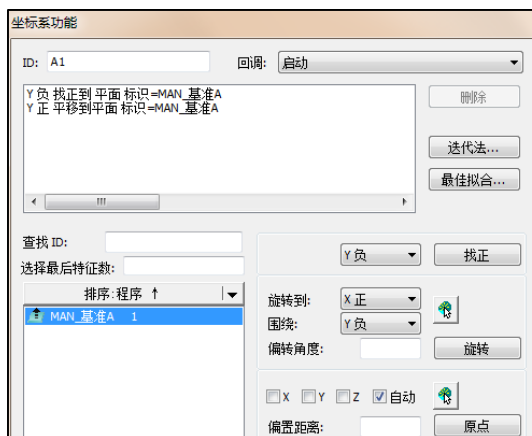 坐标系功能
ID: A1 回调: 启动
Y 负 找正到 平面 标识=MAN_基准A
Y 正 平移到平面 标识=MAN_基准A
删除
迭代法...
最佳拟合...
查找 ID:
选择最后特征数:
Y 负 找正
排序:程序 ↑
MAN_基准A 1
旋转到: X 正
围绕: Y 负
偏转角度: 旋转
X Y Z 自动
偏置距离: 原点